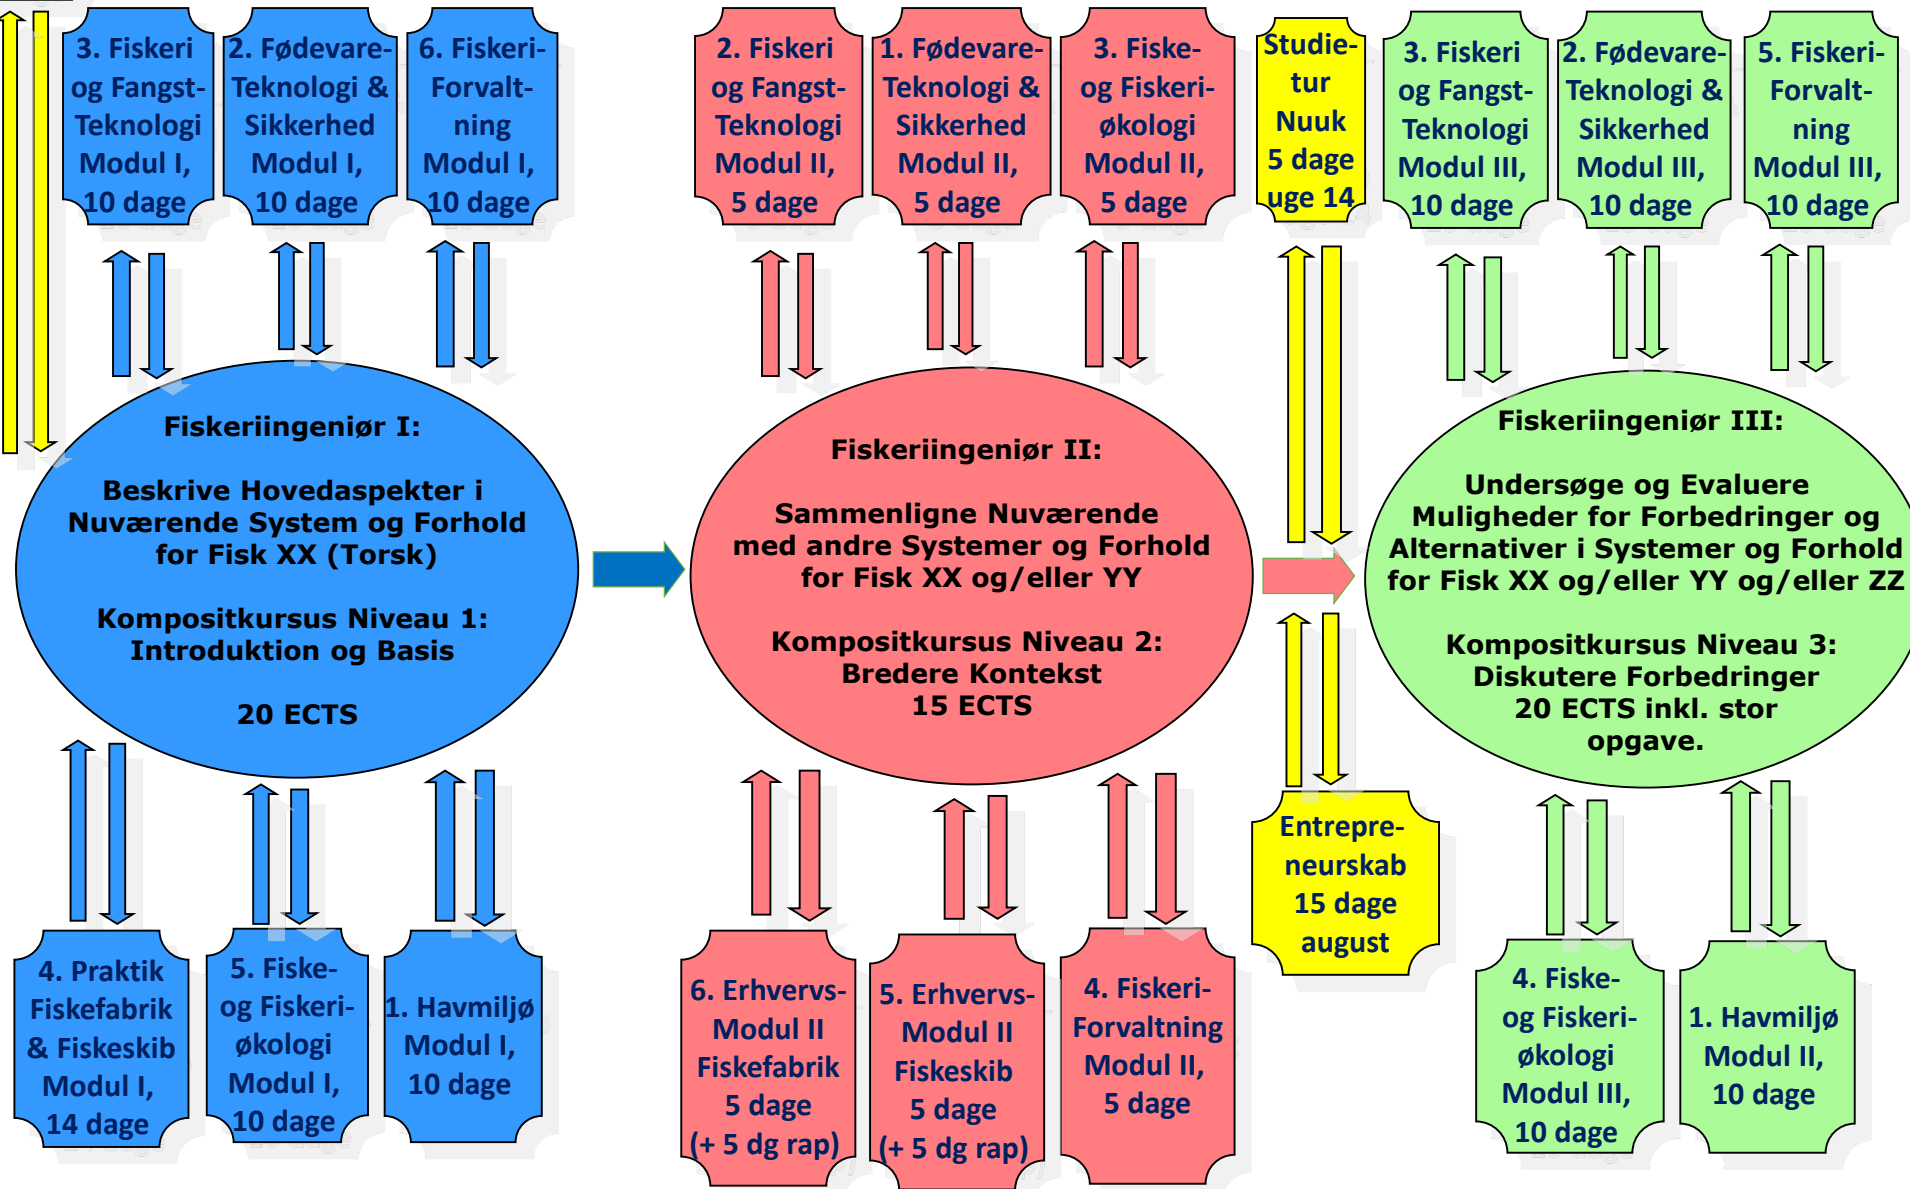 3. Fiskeri
og Fangst-
Teknologi
Modul I,
10 dage
2. Fødevare-
Teknologi &
Sikkerhed
Modul I,
10 dage
6. Fiskeri-
Forvalt-
ning
Modul I,
10 dage
2. Fiskeri
og Fangst-
Teknologi
Modul II,
5 dage
1. Fødevare-
Teknologi &
Sikkerhed
Modul II,
5 dage
3. Fiske-
og Fiskeri-
økologi
Modul II,
5 dage
Studie-
tur
Nuuk
5 dage
uge 14
3. Fiskeri
og Fangst-
Teknologi
Modul III,
10 dage
2. Fødevare-
Teknologi &
Sikkerhed
Modul III,
10 dage
5. Fiskeri-
Forvalt-
ning
Modul III,
10 dage
Fiskeriingeniør I:
Beskrive Hovedaspekter i
Nuværende System og Forhold
for Fisk XX (Torsk)
Kompositkursus Niveau 1:
Introduktion og Basis
20 ECTS
Fiskeriingeniør II:
Sammenligne Nuværende
med andre Systemer og Forhold
for Fisk XX og/eller YY
Kompositkursus Niveau 2:
Bredere Kontekst
15 ECTS
Fiskeriingeniør III:
Undersøge og Evaluere
Muligheder for Forbedringer og
Alternativer i Systemer og Forhold
for Fisk XX og/eller YY og/eller ZZ
Kompositkursus Niveau 3:
Diskutere Forbedringer
20 ECTS inkl. stor
opgave.
4. Praktik
Fiskefabrik
& Fiskeskib
Modul I,
14 dage
5. Fiske-
og Fiskeri-
økologi
Modul I,
10 dage
1. Havmiljø
Modul I,
10 dage
6. Erhvervs-
Modul II
Fiskefabrik
5 dage
(+ 5 dg rap)
5. Erhvervs-
Modul II
Fiskeskib
5 dage
(+ 5 dg rap)
4. Fiskeri-
Forvaltning
Modul II,
5 dage
Entrepre-
neurskab
15 dage
august
4. Fiske-
og Fiskeri-
økologi
Modul III,
10 dage
1. Havmiljø
Modul II,
10 dage